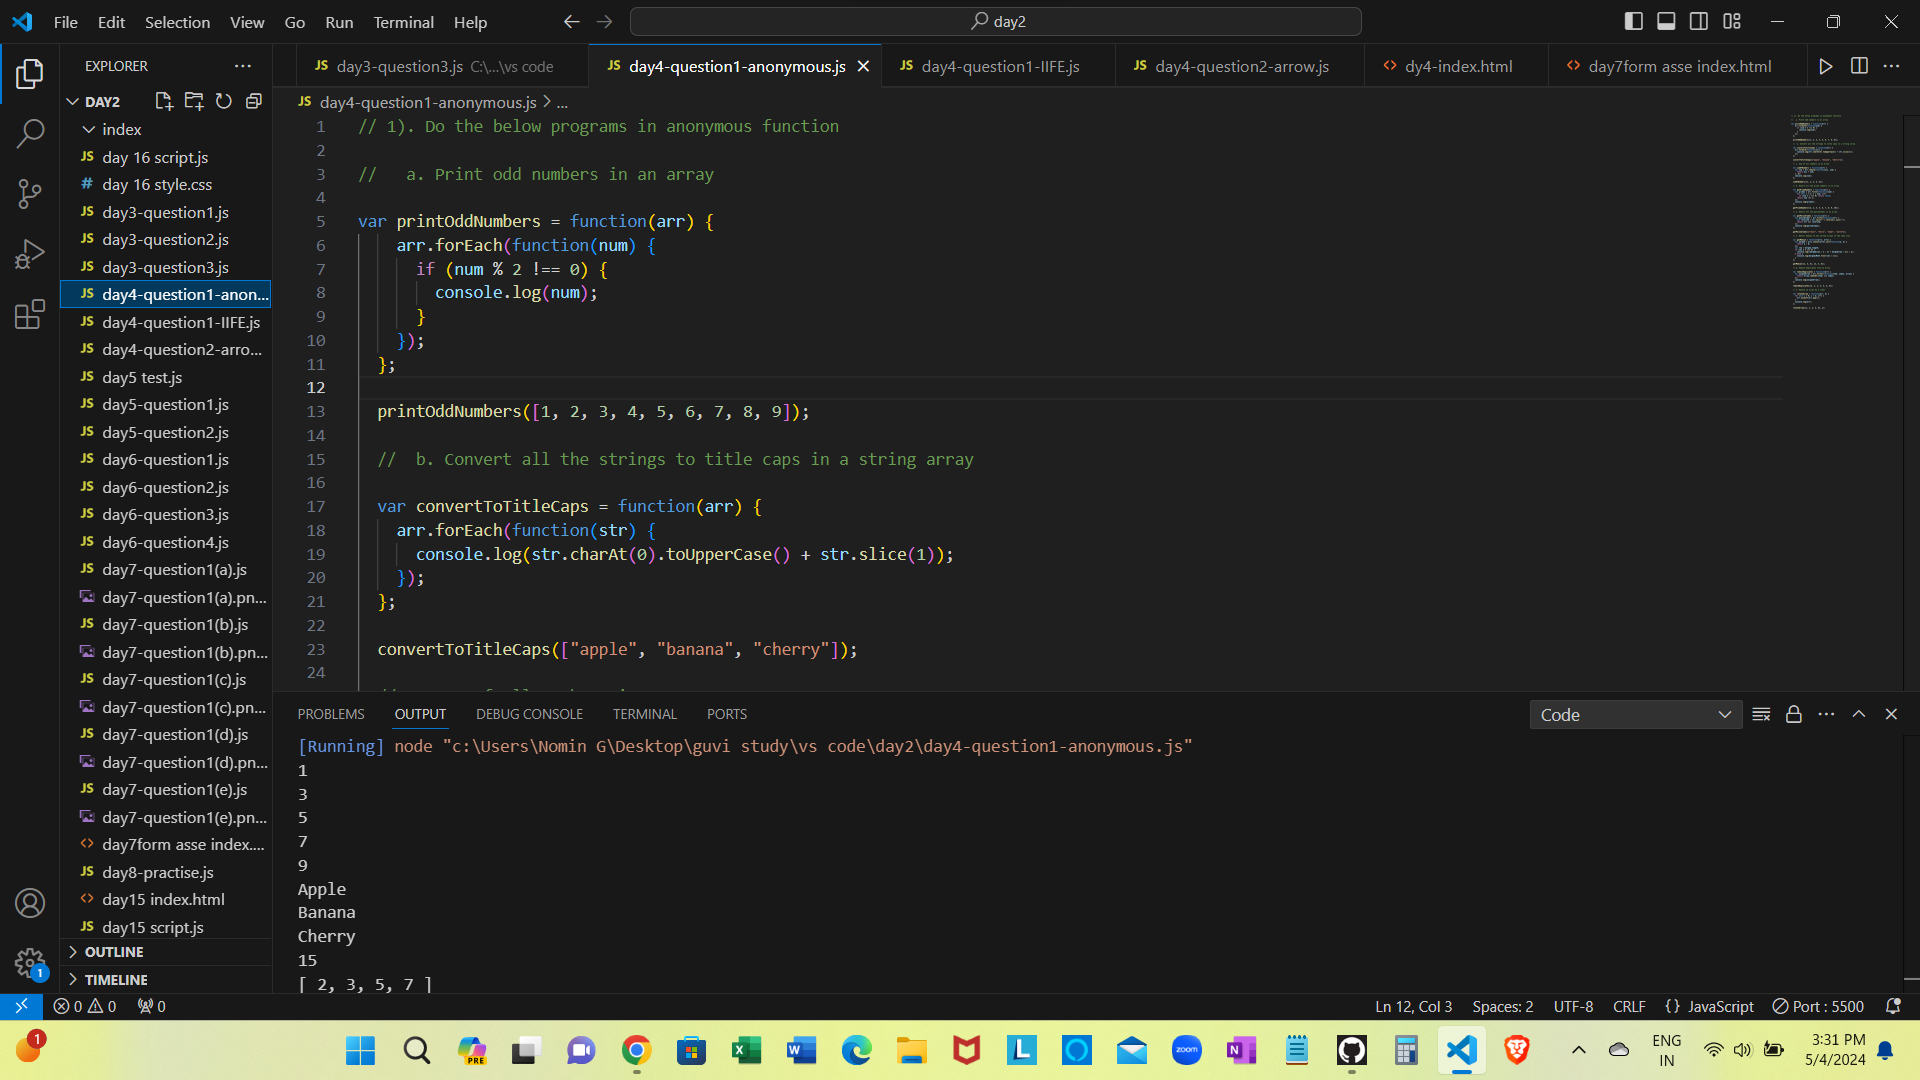 File Edit Selection View Go Run Terminal Help
day2
EXPLORER
JS day3-question3.js C:\...\vs code
JS day4-question1-anonymous.js
JS day4-question1-IIFE.js
JS day4-question2-arrow.js
<> dy4-index.html
<> day7form asse index.html
DAY2
index
JS day 16 script.js
# day 16 style.css
JS day3-question1.js
JS day3-question2.js
JS day3-question3.js
JS day4-question1-anon...
JS day4-question1-IIFE.js
JS day4-question2-arro...
JS day5 test.js
JS day5-question1.js
JS day5-question2.js
JS day6-question1.js
JS day6-question2.js
JS day6-question3.js
JS day6-question4.js
JS day7-question1(a).js
day7-question1(a).pn...
JS day7-question1(b).js
day7-question1(b).pn...
JS day7-question1(c).js
day7-question1(c).pn...
JS day7-question1(d).js
day7-question1(d).pn...
JS day7-question1(e).js
day7-question1(e).pn...
<> day7form asse index....
JS day8-practise.js
<> day15 index.html
JS day15 script.js
OUTLINE
TIMELINE
JS day4-question1-anonymous.js > ...
1 // 1). Do the below programs in anonymous function
2
3 //   a. Print odd numbers in an array
4
5 var printOddNumbers = function(arr) {
6 arr.forEach(function(num) {
7 if (num % 2 !== 0) {
8 console.log(num);
9 }
10 });
11 };
12
13 printOddNumbers([1, 2, 3, 4, 5, 6, 7, 8, 9]);
14
15 //  b. Convert all the strings to title caps in a string array
16
17 var convertToTitleCaps = function(arr) {
18 arr.forEach(function(str) {
19 console.log(str.charAt(0).toUpperCase() + str.slice(1));
20 });
21 };
22
23 convertToTitleCaps(["apple", "banana", "cherry"]);
24
PROBLEMS OUTPUT DEBUG CONSOLE TERMINAL PORTS
Code
[Running] node "c:\Users\Nomin G\Desktop\guvi study\vs code\day2\day4-question1-anonymous.js"
1
3
5
7
9
Apple
Banana
Cherry
15
[ 2, 3, 5, 7 ]
1
0 0 0
Ln 12, Col 3 Spaces: 2 UTF-8 CRLF {} JavaScript Port : 5500
1
PRE
zoom
ENG
IN
3:31 PM
5/4/2024